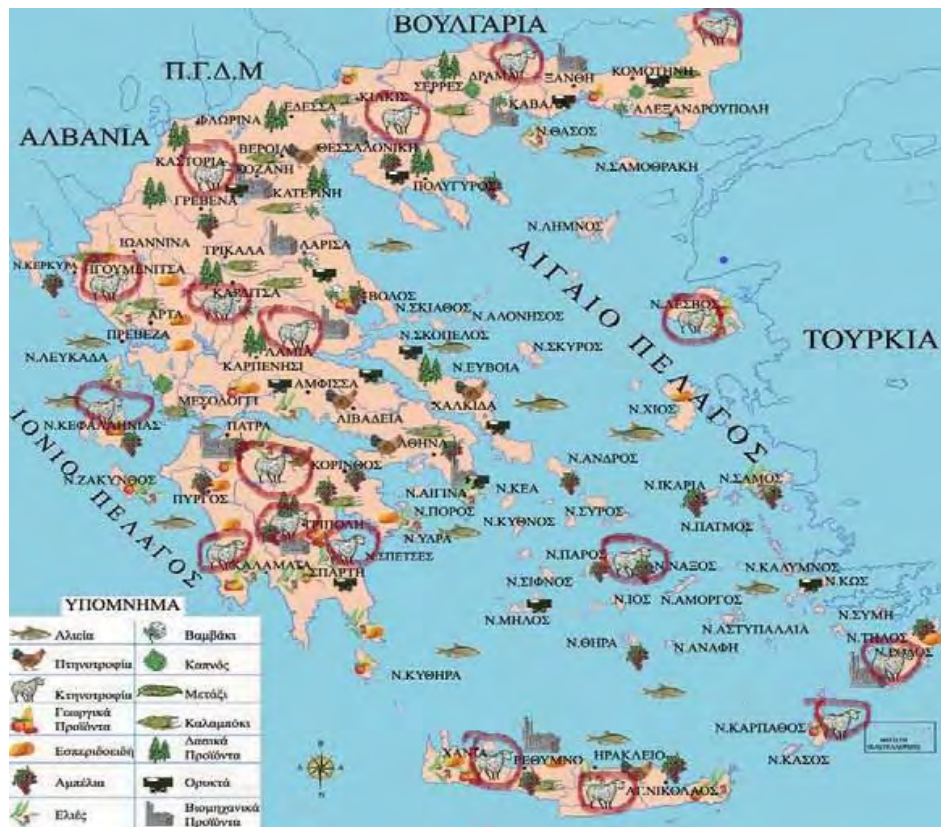 ΒΟΥΛΓΑΡΙΑ
Π.Γ.Δ.Μ
ΑΛΒΑΝΙΑ
ΔΡΑΜΑ
ΞΑΝΘΗ
ΚΟΜΟΤΗΝΗ
ΣΕΡΡΕΣ
ΚΙΛΚΙΣ
ΕΔΕΣΣΑ
ΦΛΩΡΙΝΑ
ΚΑΒΑΛΑ
ΑΛΕΞΑΝΔΡΟΥΠΟΛΗ
Ν.ΘΑΣΟΣ
ΒΕΡΟΙΑ
ΘΕΣΣΑΛΟΝΙΚΗ
ΚΑΣΤΟΡΙΑ
ΚΟΖΑΝΗ
Ν.ΣΑΜΟΘΡΑΚΗ
ΚΑΤΕΡΙΝΗ
ΠΟΛΥΓΥΡΟΣ
ΓΡΕΒΕΝΑ
Ν.ΛΗΜΝΟΣ
ΙΩΑΝΝΙΝΑ
ΤΡΙΚΑΛΑ
ΛΑΡΙΣΑ
Ν.ΚΕΡΚΥΡΑ
ΗΓΟΥΜΕΝΙΤΣΑ
ΚΑΡΔΙΤΣΑ
ΒΟΛΟΣ
Ν.ΣΚΙΑΘΟΣ
Ν.ΑΛΟΝΗΣΟΣ
Ν.ΛΕΣΒΟΣ
ΑΙΓΑΙΟ ΠΕΛΑΓΟΣ
ΤΟΥΡΚΙΑ
ΑΡΤΑ
ΠΡΕΒΕΖΑ
Ν.ΣΚΟΠΕΛΟΣ
Ν.ΣΚΥΡΟΣ
Ν.ΛΕΥΚΑΔΑ
ΛΑΜΙΑ
ΚΑΡΠΕΝΗΣΙ
Ν.ΕΥΒΟΙΑ
ΑΜΦΙΣΣΑ
ΜΕΣΟΛΟΓΓΙ
ΛΙΒΑΔΕΙΑ
ΧΑΛΚΙΔΑ
Ν.ΧΙΟΣ
Ν.ΚΕΦΑΛΛΗΝΙΑΣ
ΠΑΤΡΑ
ΑΘΗΝΑ
ΙΟΝΙΟ ΠΕΛΑΓΟΣ
Ν.ΑΝΔΡΟΣ
ΚΟΡΙΝΘΟΣ
Ν.ΖΑΚΥΝΘΟΣ
Ν.ΣΑΜΟΣ
Ν.ΚΕΑ
Ν.ΙΚΑΡΙΑ
ΠΥΡΓΟΣ
Ν.ΑΙΓΙΝΑ
Ν.ΠΟΡΟΣ
Ν.ΚΥΘΝΟΣ
Ν.ΣΥΡΟΣ
Ν.ΠΑΤΜΟΣ
ΤΡΙΠΟΛΗ
Ν.ΥΔΡΑ
Ν.ΣΠΕΤΣΕΣ
Ν.ΠΑΡΟΣ
Ν.ΝΑΞΟΣ
Ν.ΚΑΛΥΜΝΟΣ
ΚΑΛΑΜΑΤΑ
ΣΠΑΡΤΗ
Ν.ΣΙΦΝΟΣ
Ν.ΚΩΣ
Ν.ΙΟΣ
Ν.ΑΜΟΡΓΟΣ
Ν.ΜΗΛΟΣ
Ν.ΣΥΜΗ
Ν.ΑΣΤΥΠΑΛΑΙΑ
Ν.ΤΗΛΟΣ
Ν.ΘΗΡΑ
Ν.ΑΝΑΦΗ
Ν.ΡΟΔΟΣ
Ν.ΚΥΘΗΡΑ
Ν.ΚΑΡΠΑΘΟΣ
Ν.ΚΑΣΟΣ
ΧΑΝΙΑ
ΡΕΘΥΜΝΟ
ΗΡΑΚΛΕΙΟ
ΑΓ.ΝΙΚΟΛΑΟΣ
ΥΠΟΜΝΗΜΑ
Αλιεία
Βαμβάκι
Πτηνοτροφία
Καπνός
Κτηνοτροφία
Μετάξι
Γεωργικά
Προϊόντα
Καλαμπόκι
Εσπεριδοειδή
Δασικά
Προϊόντα
Αμπέλια
Ορυκτά
Ελιές
Βιομηχανικά
Προϊόντα